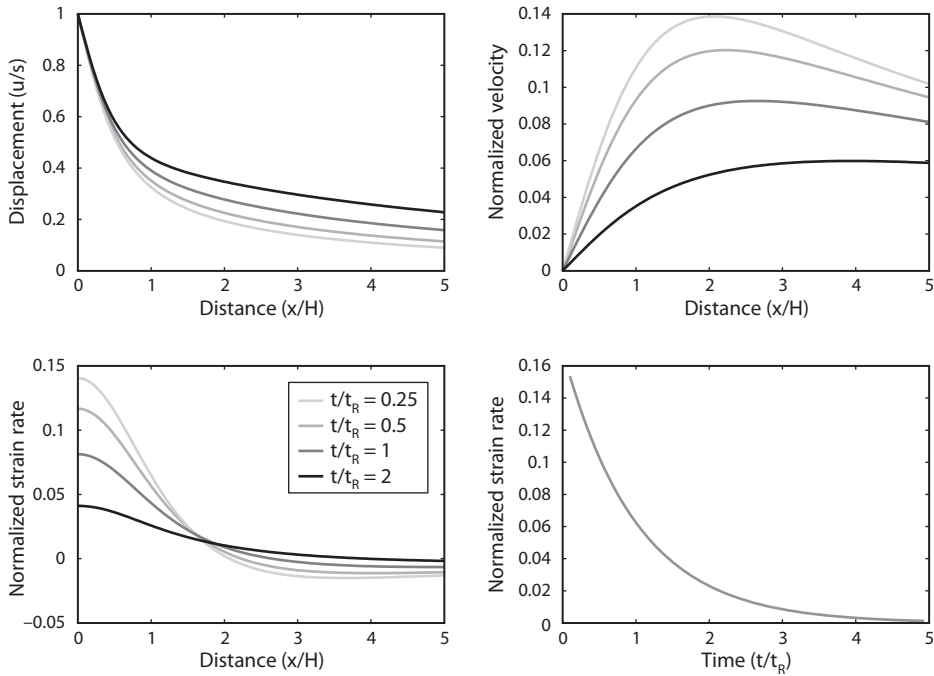 1
0.8
0.6
0.4
0.2
0
Displacement (u/s)
0 1 2 3 4 5
Distance (x/H)
0.14
0.12
0.1
0.08
0.06
0.04
0.02
0
Normalized velocity
0 1 2 3 4 5
Distance (x/H)
0.15
0.1
0.05
0
−0.05
Normalized strain rate
t/tR = 0.25
t/tR = 0.5
t/tR = 1
t/tR = 2
0 1 2 3 4 5
Distance (x/H)
0.16
0.14
0.12
0.1
0.08
0.06
0.04
0.02
0
Normalized strain rate
0 1 2 3 4 5
Time (t/tR)